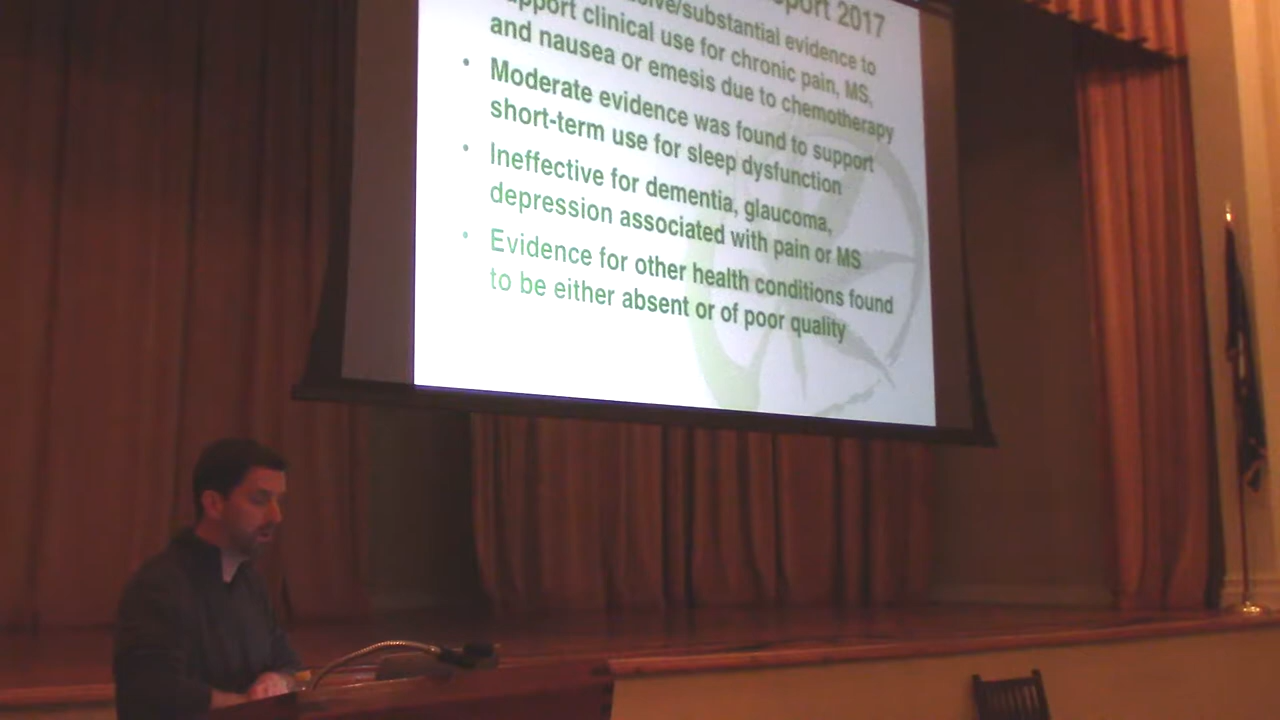 port 2017
sive/substantial evidence to
support clinical use for chronic pain, MS,
and nausea or emesis due to chemotherapy
• Moderate evidence was found to support
short-term use for sleep dysfunction
• Ineffective for dementia, glaucoma,
depression associated with pain or MS
• Evidence for other health conditions found
to be either absent or of poor quality